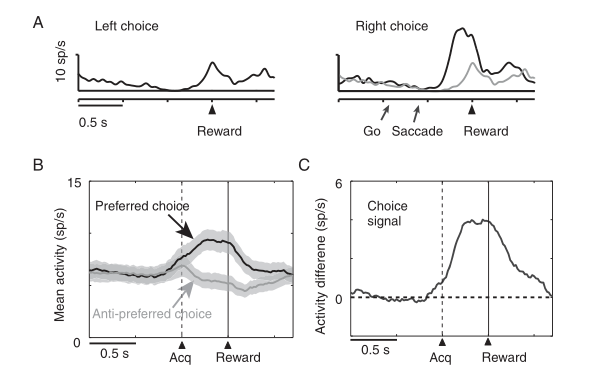 A
Left choice
Right choice
10 sp/s
0.5 s
Reward
Go Saccade Reward
B
C
15
Mean activity (sp/s)
Preferred choice
Anti-preferred choice
0
0.5 s
Acq Reward
6
Activity differene (sp/s)
Choice
signal
0
0.5 s
Acq Reward